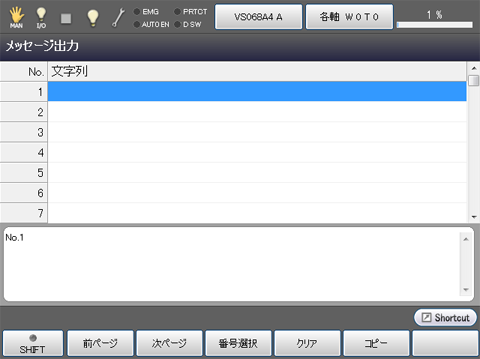 MAN I/O EMG AUTO EN PRTCT D SW VS068A4 A 各軸 W0T0 1 %
メッセージ出力
No. 文字列
1
2
3
4
5
6
7
No.1
Shortcut
SHIFT 前ページ 次ページ 番号選択 クリア コピー